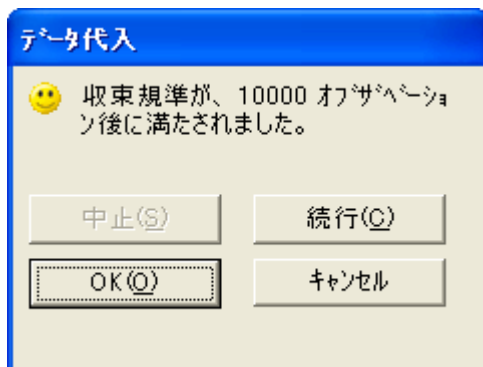 ﾃﾞｰﾀ代入
収束規準が、10000 ｵﾌﾞｻﾞﾍﾞｰｼｮ
ﾝ後に満たされました。
中止(S)
続行(C)
OK(O)
ｷｬﾝｾﾙ